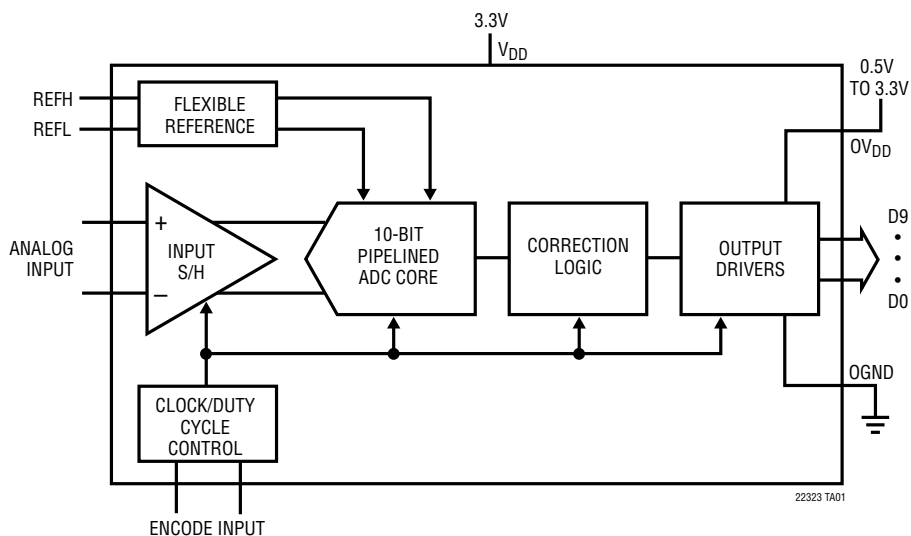 3.3V
VDD
0.5V
TO 3.3V
OVDD
REFH
REFL
FLEXIBLE
REFERENCE
ANALOG
INPUT
+
INPUT
S/H
–
10-BIT
PIPELINED
ADC CORE
CORRECTION
LOGIC
OUTPUT
DRIVERS
D9
•
•
•
D0
OGND
CLOCK/DUTY
CYCLE
CONTROL
ENCODE INPUT
22323 TA01